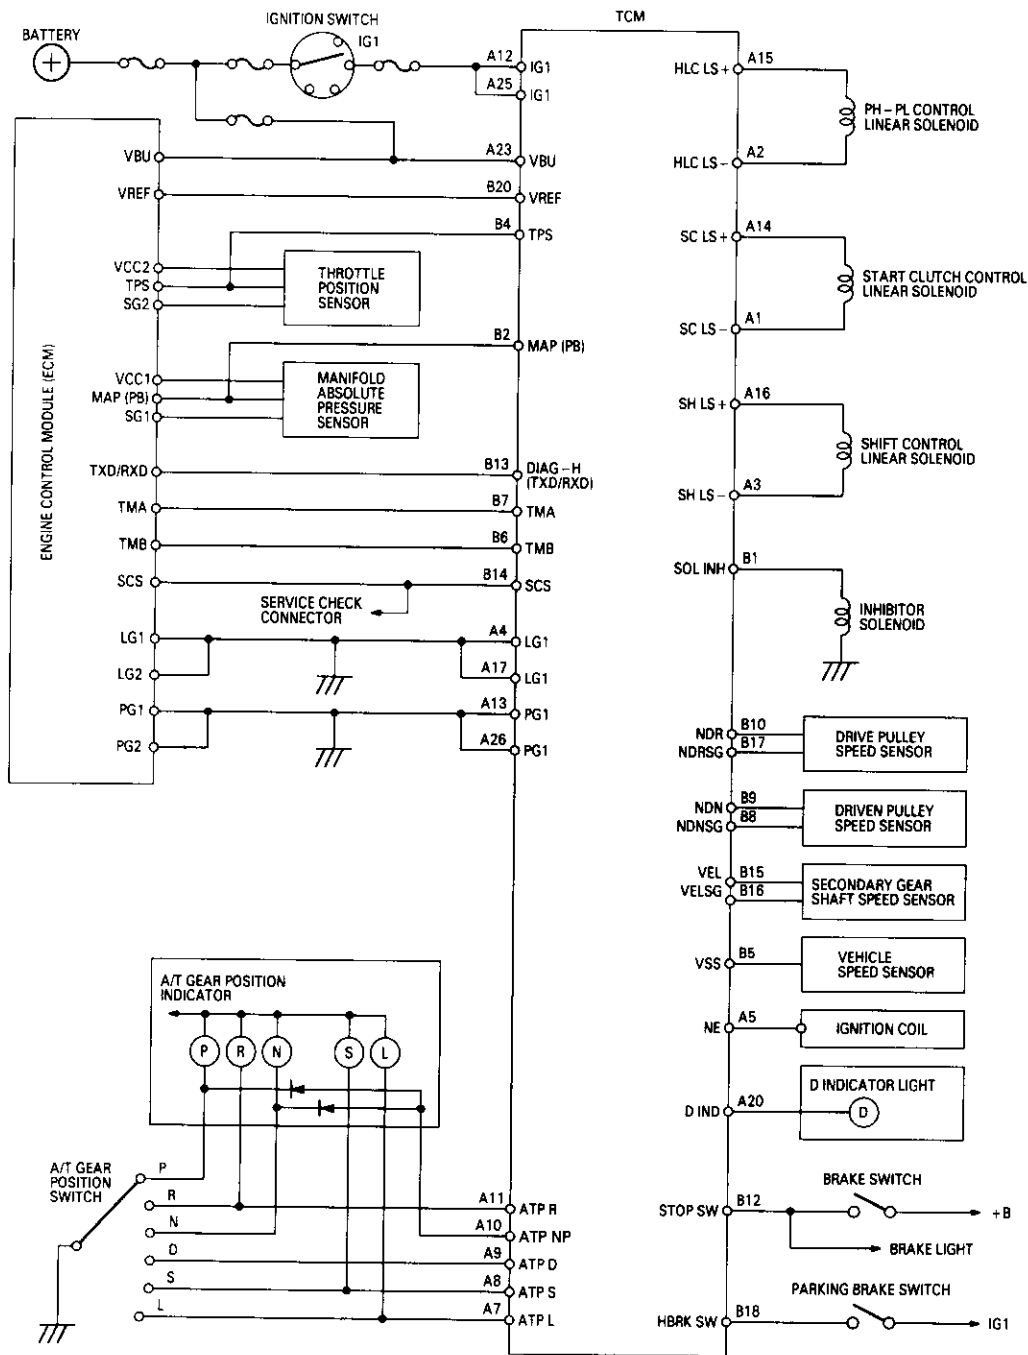 IGNITION SWITCH
TCM
BATTERY
IG1
A12
IG1
A25
IG1
A15
HLC LS +
PH – PL CONTROL
LINEAR SOLENOID
A2
HLC LS –
ENGINE CONTROL MODULE (ECM)
VBU
A23
VBU
VREF
B20
VREF
B4
TPS
VCC2
TPS
SG2
THROTTLE
POSITION
SENSOR
A14
SC LS +
START CLUTCH CONTROL
LINEAR SOLENOID
A1
SC LS –
B2
MAP (PB)
VCC1
MAP (PB)
SG1
MANIFOLD
ABSOLUTE
PRESSURE
SENSOR
A16
SH LS +
SHIFT CONTROL
LINEAR SOLENOID
A3
SH LS –
TXD/RXD
B13
DIAG – H
(TXD/RXD)
TMA
B7
TMA
TMB
B6
TMB
SCS
B14
SCS
SERVICE CHECK
CONNECTOR
B1
SOL INH
INHIBITOR
SOLENOID
LG1
A4
LG1
LG2
A17
LG1
PG1
A13
PG1
PG2
A26
PG1
NDR
B10
NDRSG
B17
DRIVE PULLEY
SPEED SENSOR
NDN
B9
NDNSG
B8
DRIVEN PULLEY
SPEED SENSOR
VEL
B15
VELSG
B16
SECONDARY GEAR
SHAFT SPEED SENSOR
VSS
B5
VEHICLE
SPEED SENSOR
NE
A5
IGNITION COIL
D IND
A20
D INDICATOR LIGHT
D
A/T GEAR POSITION
INDICATOR
P
R
N
S
L
A/T GEAR
POSITION
SWITCH
P
R
A11
ATP R
N
A10
ATP NP
D
A9
ATP D
S
A8
ATP S
L
A7
ATP L
STOP SW
B12
BRAKE SWITCH
+B
BRAKE LIGHT
HBRK SW
B18
PARKING BRAKE SWITCH
IG1